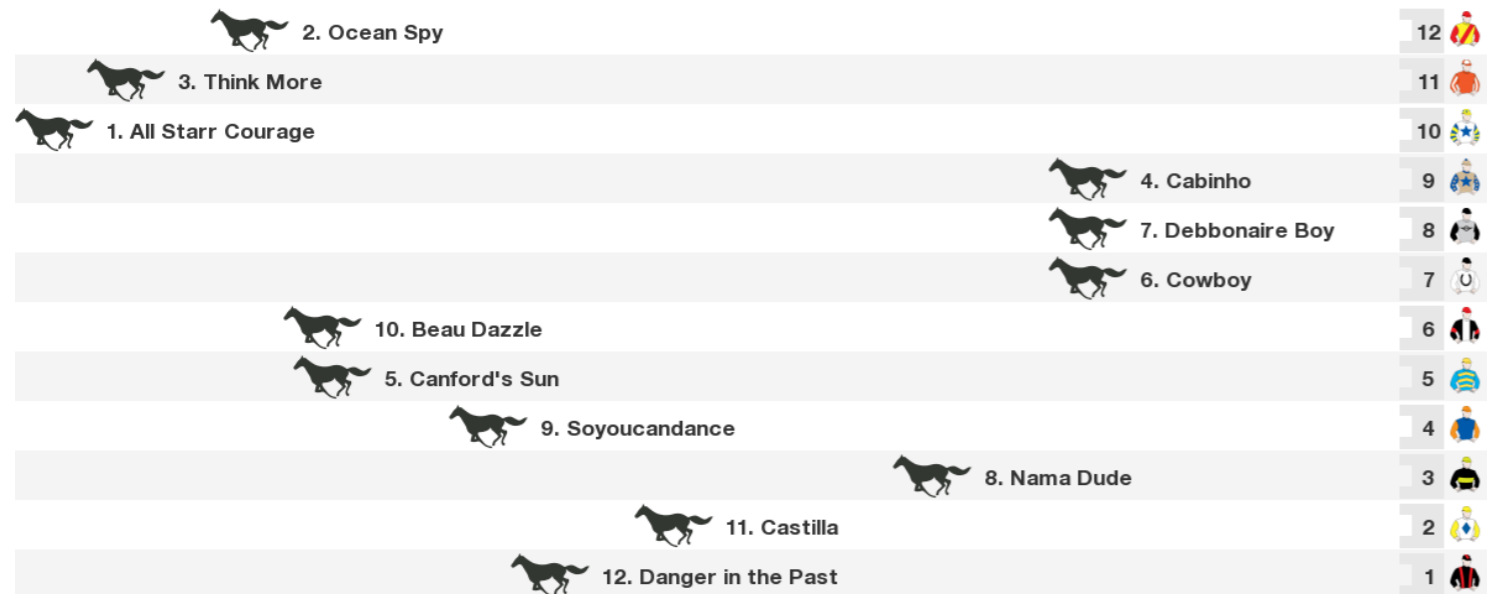 2. Ocean Spy 12
3. Think More 11
1. All Starr Courage 10
4. Cabinho 9
7. Debbonaire Boy 8
6. Cowboy 7
10. Beau Dazzle 6
5. Canford's Sun 5
9. Soyoucandance 4
8. Nama Dude 3
11. Castilla 2
12. Danger in the Past 1